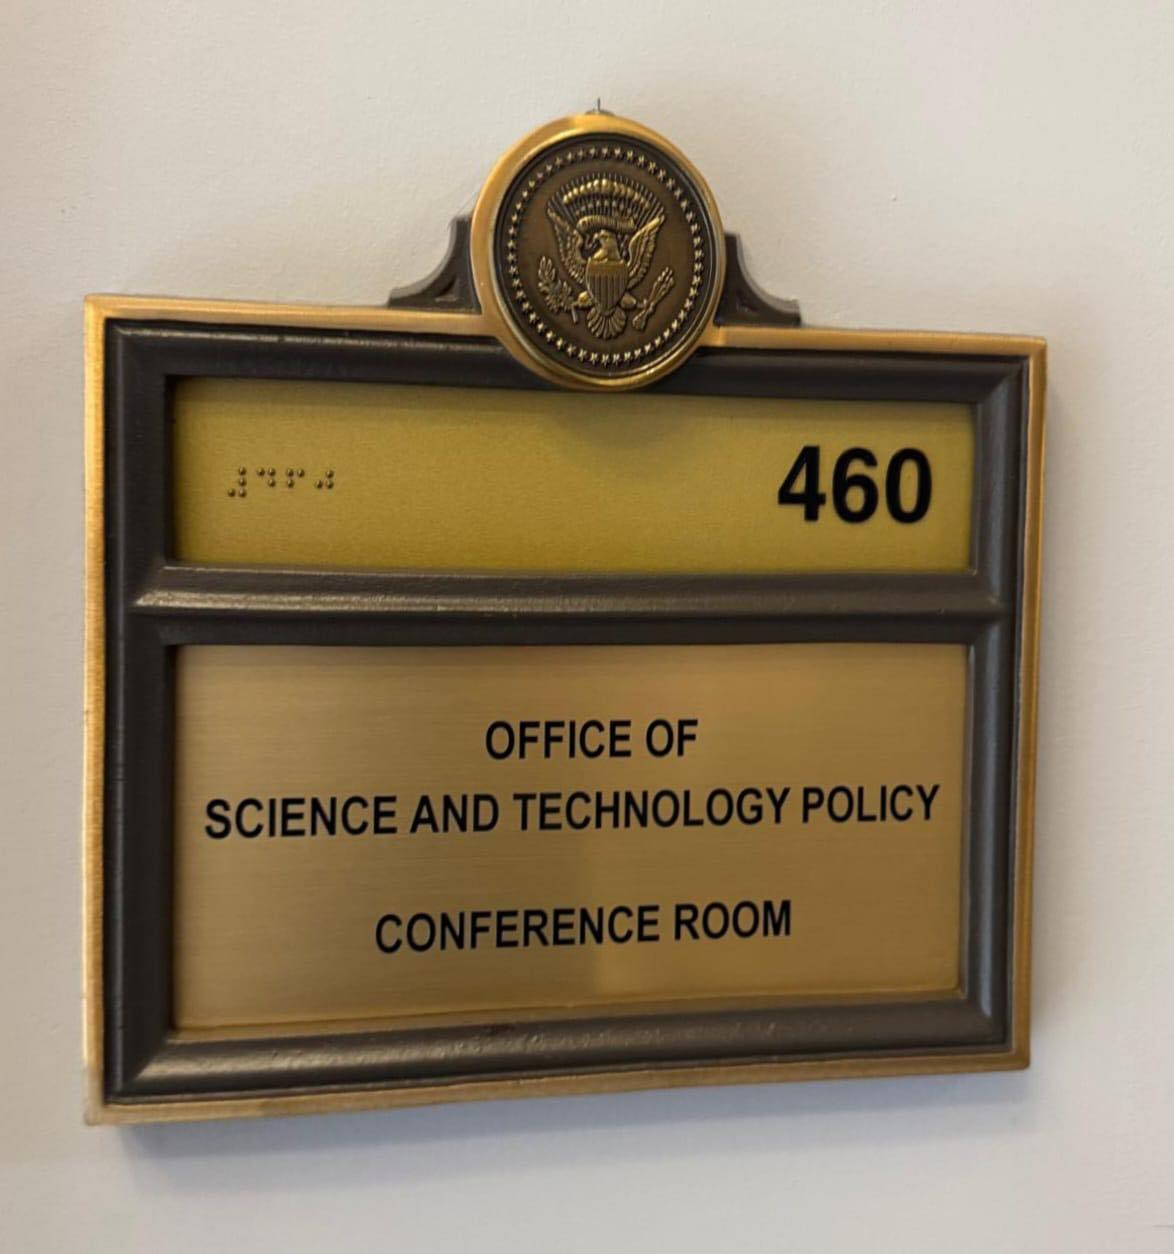 ⠼⠙⠋⠚
460
OFFICE OF
SCIENCE AND TECHNOLOGY POLICY
CONFERENCE ROOM